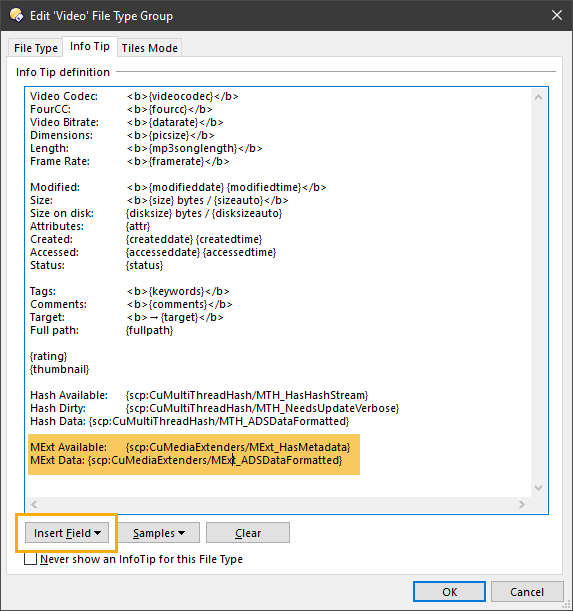 Edit 'Video' File Type Group
File Type Info Tip Tiles Mode
Info Tip definition
Video Codec: <b>{videocodec}</b>
FourCC: <b>{fourcc}</b>
Video Bitrate: <b>{datarate}</b>
Dimensions: <b>{picsize}</b>
Length: <b>{mp3songlength}</b>
Frame Rate: <b>{framerate}</b>
Modified: <b>{modifieddate} {modifiedtime}</b>
Size: <b>{size} bytes / {sizeauto}</b>
Size on disk: {disksize} bytes / {disksizeauto}
Attributes: {attr}
Created: {createddate} {createdtime}
Accessed: {accesseddate} {accessedtime}
Status: {status}
Tags: <b>{keywords}</b>
Comments: <b>{comments}</b>
Target: <b>→{target}</b>
Full path: {fullpath}
{rating}
{thumbnail}
Hash Available: {scp:CuMultiThreadHash/MTH_HasHashStream}
Hash Dirty: {scp:CuMultiThreadHash/MTH_NeedsUpdateVerbose}
Hash Data: {scp:CuMultiThreadHash/MTH_ADSDataFormatted}
MExt Available: {scp:CuMediaExtenders/MExt_HasMetadata}
MExt Data: {scp:CuMediaExtenders/MExt_ADSDataFormatted}
Insert Field Samples Clear
Never show an InfoTip for this File Type
OK Cancel